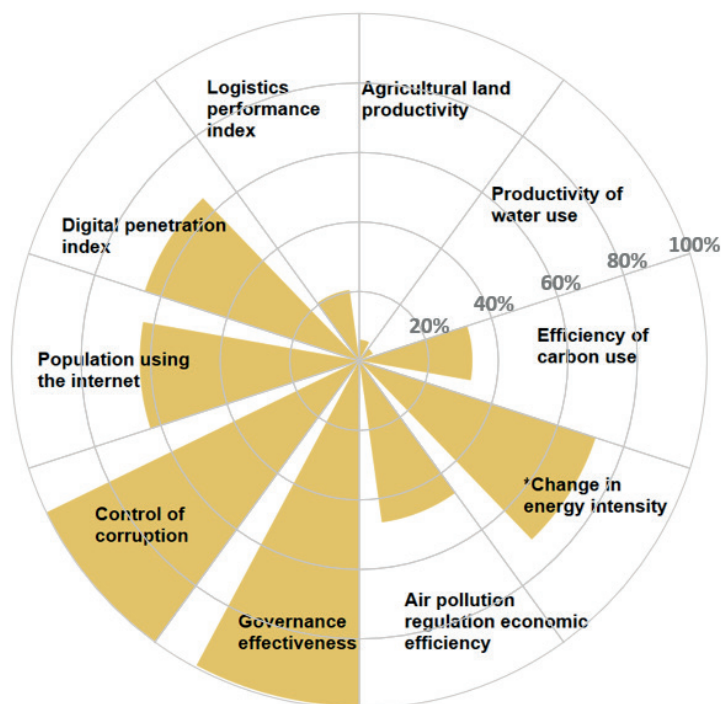 Logistics
performance
index
Agricultural land
productivity
Productivity of
water use
Digital penetration
index
100%
80%
60%
40%
20%
Efficiency of
carbon use
Population using
the internet
*Change in
energy intensity
Control of
corruption
Air pollution
regulation economic
efficiency
Governance
effectiveness